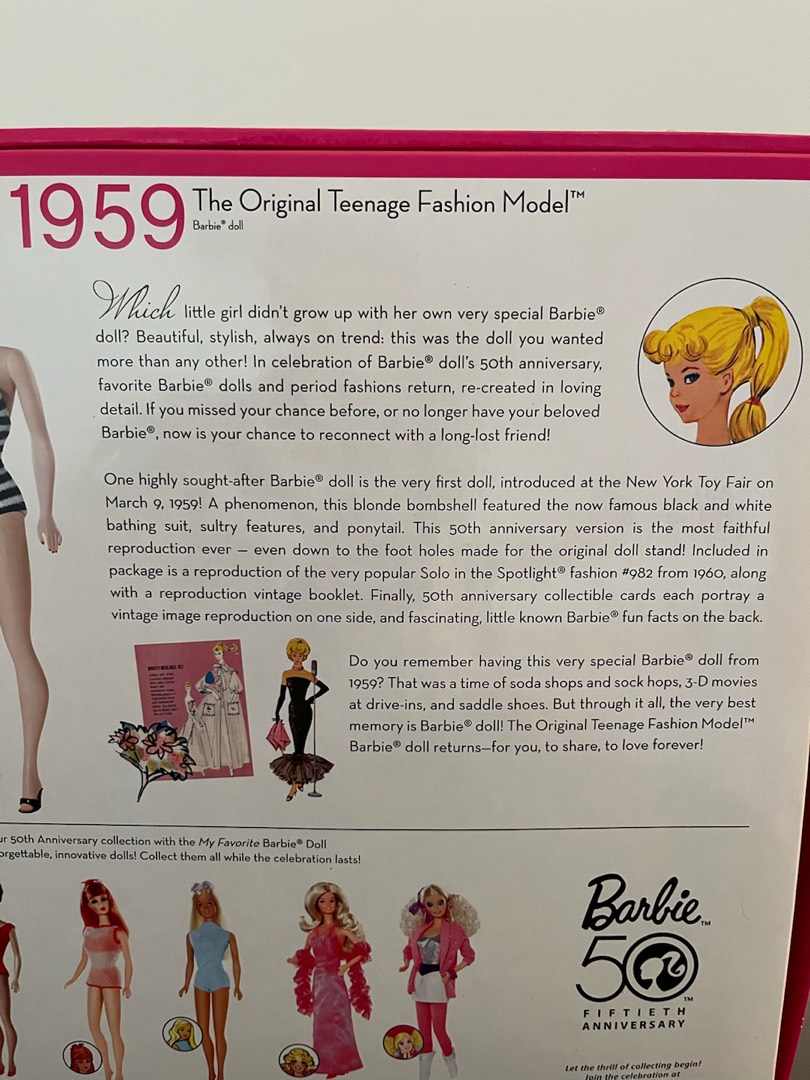 1959 The Original Teenage Fashion Model™
Barbie® doll
Which little girl didn't grow up with her own very special Barbie®
doll? Beautiful, stylish, always on trend: this was the doll you wanted
more than any other! In celebration of Barbie® doll's 50th anniversary,
favorite Barbie® dolls and period fashions return, re-created in loving
detail. If you missed your chance before, or no longer have your beloved
Barbie®, now is your chance to reconnect with a long-lost friend!
One highly sought-after Barbie® doll is the very first doll, introduced at the New York Toy Fair on
March 9, 1959! A phenomenon, this blonde bombshell featured the now famous black and white
bathing suit, sultry features, and ponytail. This 50th anniversary version is the most faithful
reproduction ever – even down to the foot holes made for the original doll stand! Included in
package is a reproduction of the very popular Solo in the Spotlight® fashion #982 from 1960, along
with a reproduction vintage booklet. Finally, 50th anniversary collectible cards each portray a
vintage image reproduction on one side, and fascinating, little known Barbie® fun facts on the back.
Do you remember having this very special Barbie® doll from
1959? That was a time of soda shops and sock hops, 3-D movies
at drive-ins, and saddle shoes. But through it all, the very best
memory is Barbie® doll! The Original Teenage Fashion Model™
Barbie® doll returns—for you, to share, to love forever!
ur 50th Anniversary collection with the My Favorite Barbie® Doll
orgettable, innovative dolls! Collect them all while the celebration lasts!
Barbie™
50™
FIFTIETH
ANNIVERSARY
Let the thrill of collecting begin!
Join the celebration at